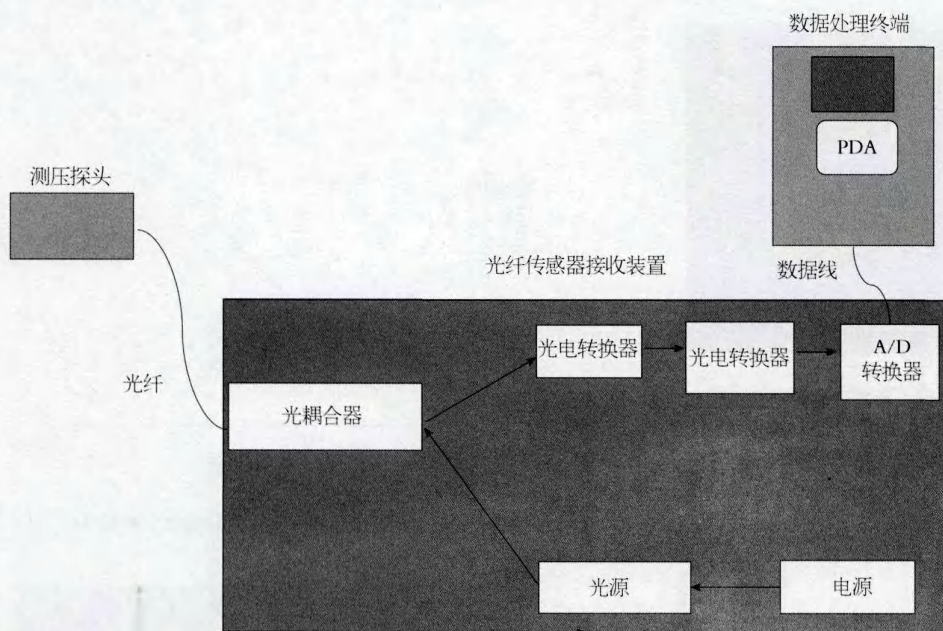 数据处理终端
PDA
测压探头
光纤传感器接收装置
数据线
光电转换器
光电转换器
A/D
转换器
光纤
光耦合器
光源
电源